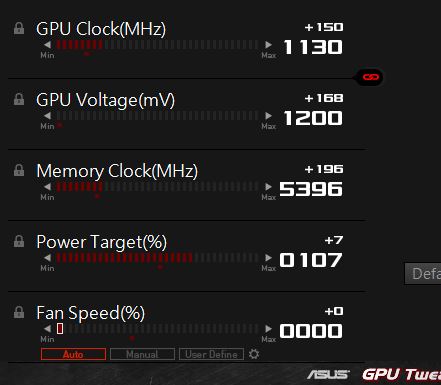 GPU Clock(MHz) +150
Min Max 1130
GPU Voltage(mV) +168
Min Max 1200
Memory Clock(MHz) +196
Min Max 5396
Power Target(%) +7
Min Max 0107
Defa
Fan Speed(%) +0
Min Max 0000
Auto Manual User Define
ASUS GPU Twea